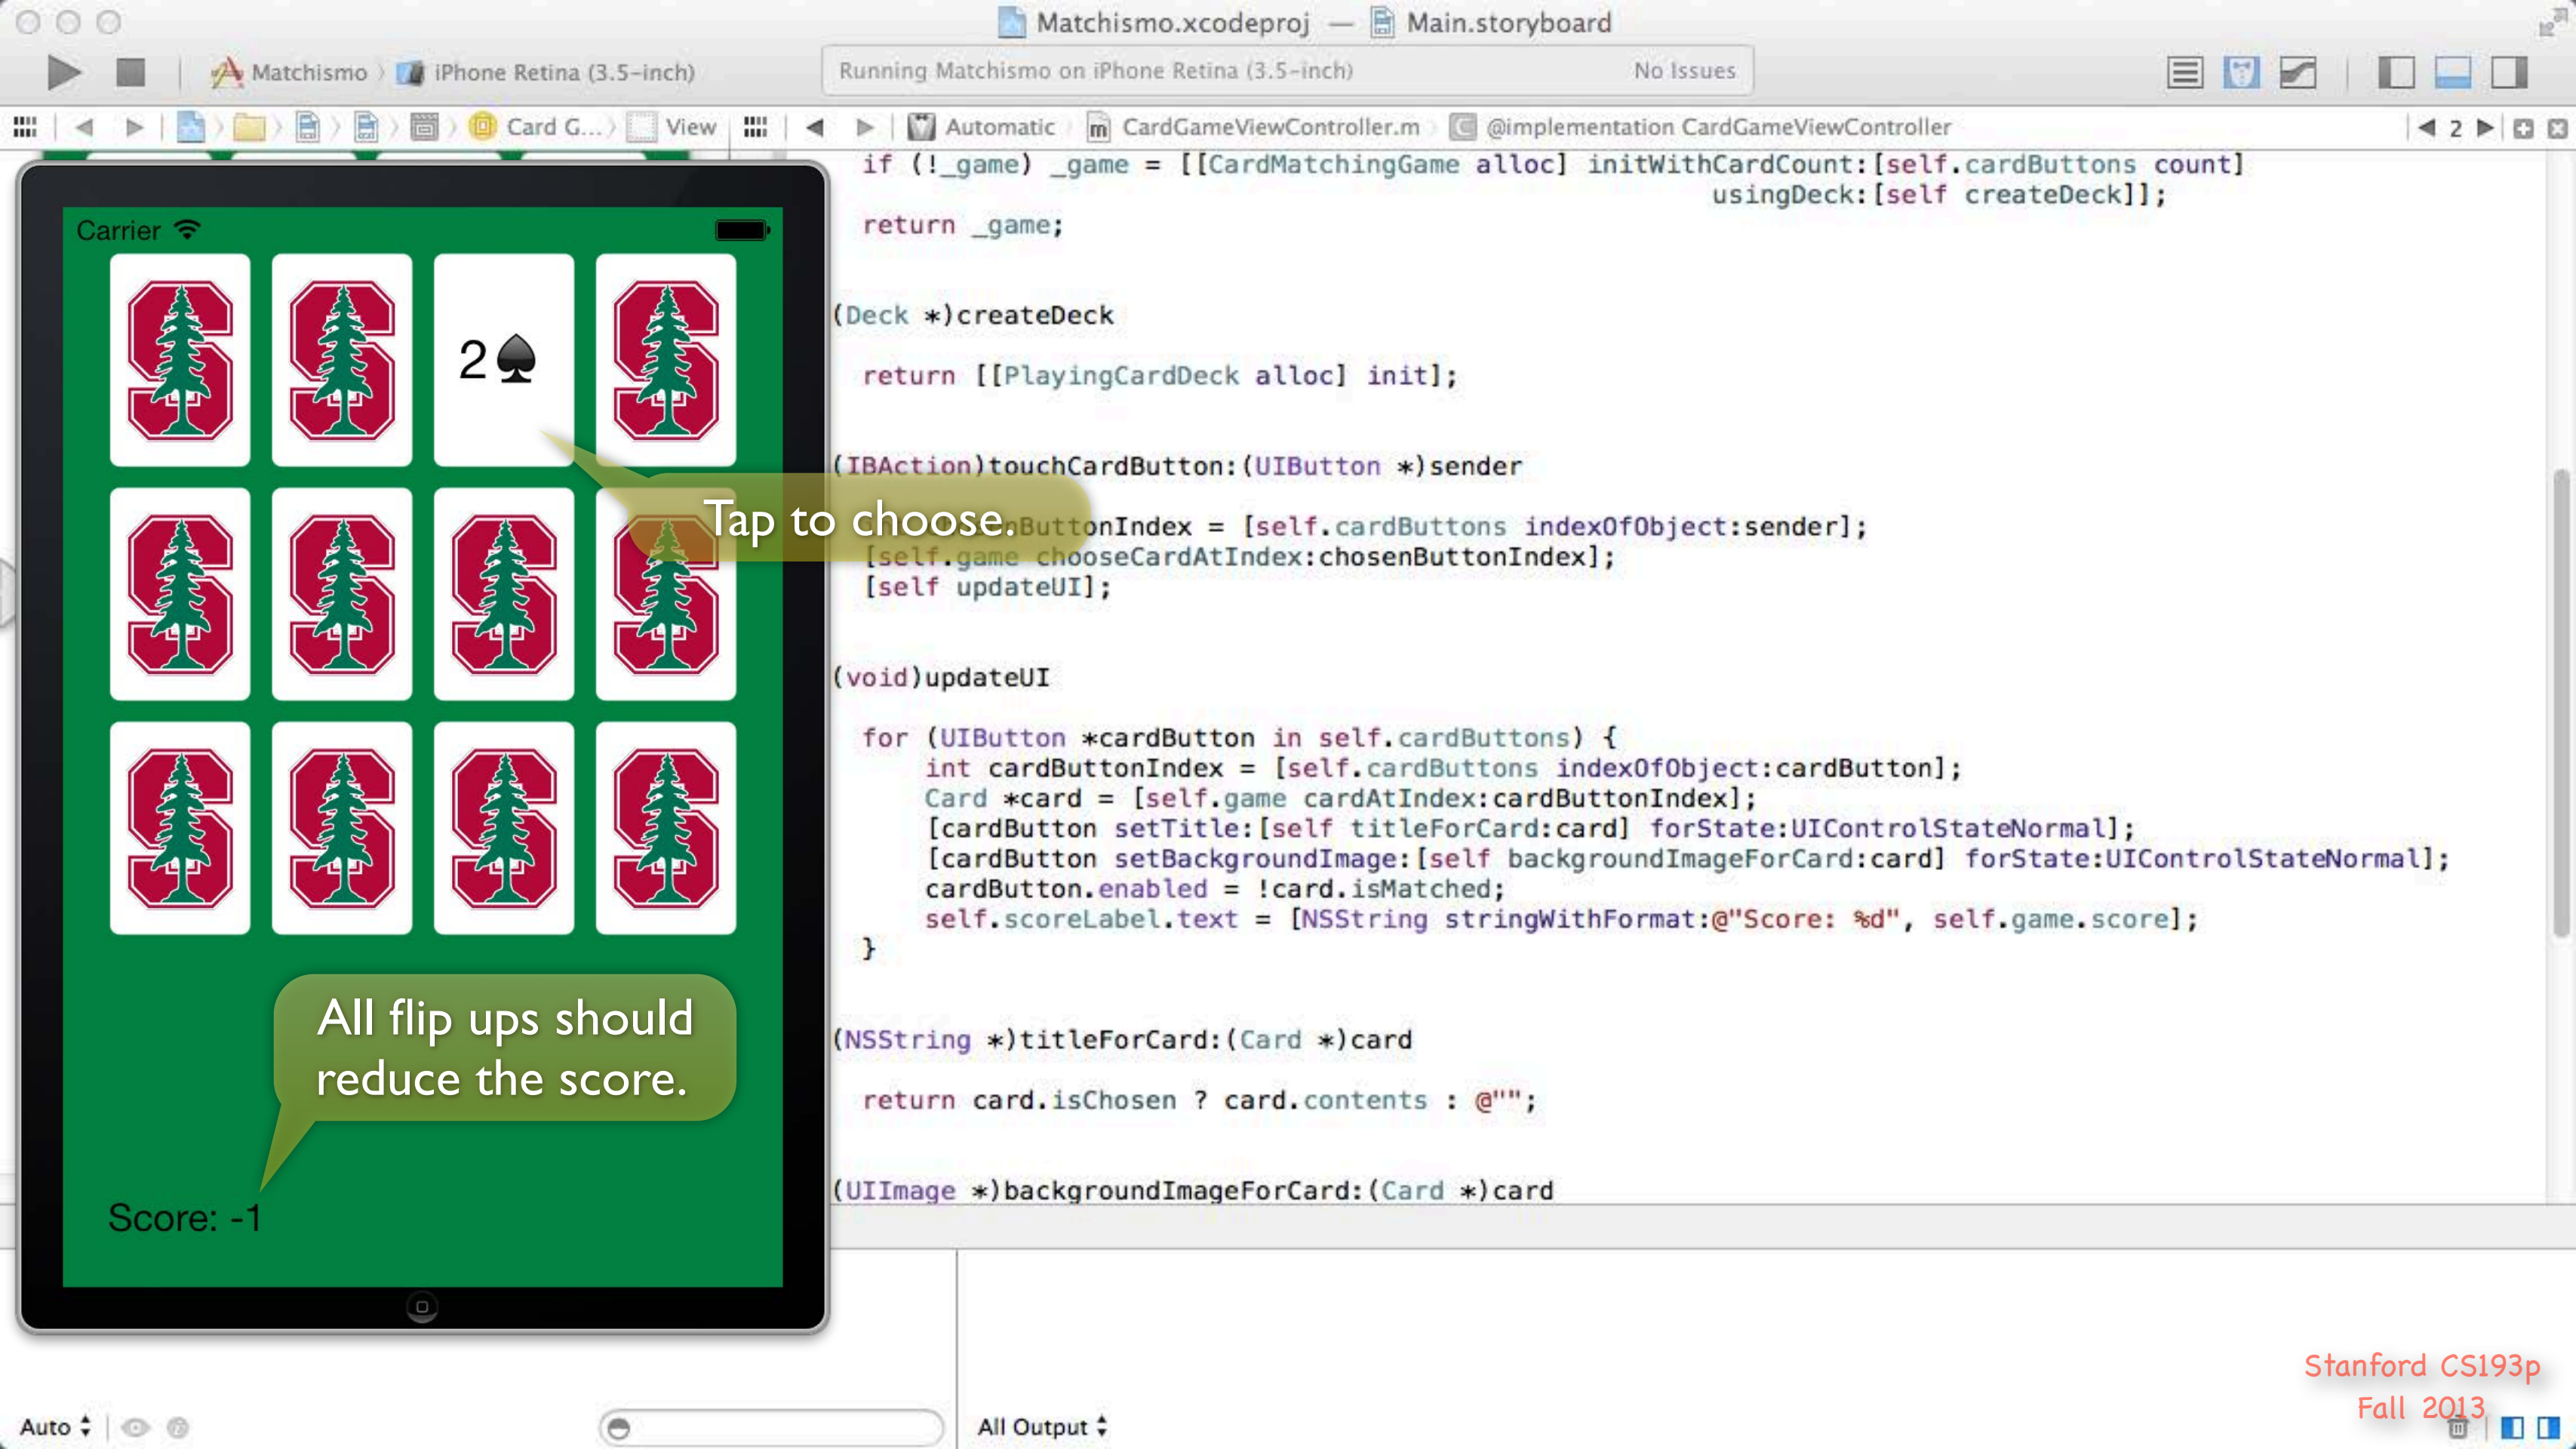 Matchismo.xcodeproj — Main.storyboard
Matchismo iPhone Retina (3.5-inch)
Running Matchismo on iPhone Retina (3.5-inch) No Issues
Card G... View Automatic CardGameViewController.m @implementation CardGameViewController 2
if (!_game) _game = [[CardMatchingGame alloc] initWithCardCount:[self.cardButtons count]
usingDeck:[self createDeck]];
return _game;
(Deck *)createDeck
return [[PlayingCardDeck alloc] init];
(IBAction)touchCardButton:(UIButton *)sender
ButtonIndex = [self.cardButtons indexOfObject:sender];
[self.game chooseCardAtIndex:chosenButtonIndex];
[self updateUI];
(void)updateUI
for (UIButton *cardButton in self.cardButtons) {
int cardButtonIndex = [self.cardButtons indexOfObject:cardButton];
Card *card = [self.game cardAtIndex:cardButtonIndex];
[cardButton setTitle:[self titleForCard:card] forState:UIControlStateNormal];
[cardButton setBackgroundImage:[self backgroundImageForCard:card] forState:UIControlStateNormal];
cardButton.enabled = !card.isMatched;
self.scoreLabel.text = [NSString stringWithFormat:@"Score: %d", self.game.score];
}
(NSString *)titleForCard:(Card *)card
return card.isChosen ? card.contents : @"";
(UIImage *)backgroundImageForCard:(Card *)card
Carrier
2♠
Tap to choose.
All flip ups should
reduce the score.
Score: -1
Auto All Output
Stanford CS193p
Fall 2013